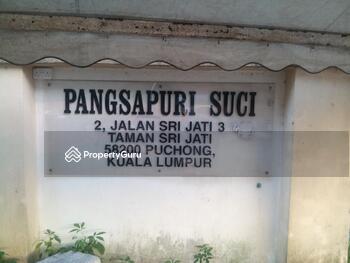 PANGSAPURI SUCI
2, JALAN SRI JATI 3
TAMAN SRI JATI
58200 PUCHONG,
KUALA LUMPUR
PropertyGuru